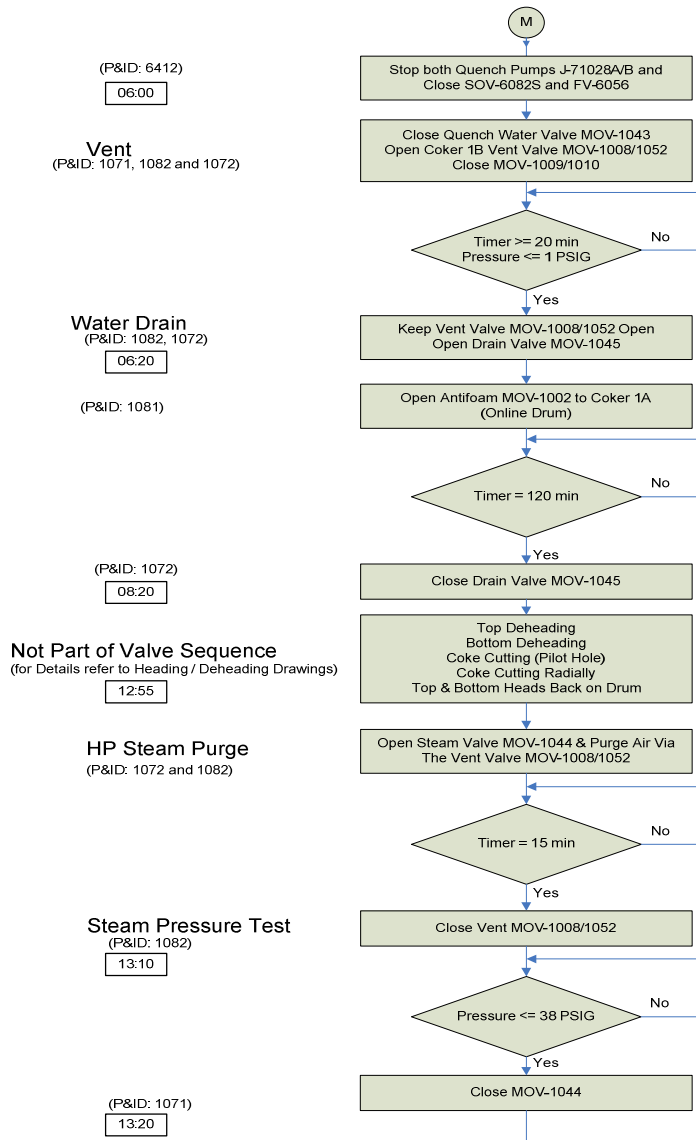 M
(P&ID: 6412)
06:00
Stop both Quench Pumps J-71028A/B and
Close SOV-6082S and FV-6056
Vent
(P&ID: 1071, 1082 and 1072)
Close Quench Water Valve MOV-1043
Open Coker 1B Vent Valve MOV-1008/1052
Close MOV-1009/1010
Timer >= 20 min
Pressure <= 1 PSIG
No
Yes
Water Drain
(P&ID: 1082, 1072)
06:20
Keep Vent Valve MOV-1008/1052 Open
Open Drain Valve MOV-1045
(P&ID: 1081)
Open Antifoam MOV-1002 to Coker 1A
(Online Drum)
Timer = 120 min
No
Yes
(P&ID: 1072)
08:20
Close Drain Valve MOV-1045
Not Part of Valve Sequence
(for Details refer to Heading / Deheading Drawings)
12:55
Top Deheading
Bottom Deheading
Coke Cutting (Pilot Hole)
Coke Cutting Radially
Top & Bottom Heads Back on Drum
HP Steam Purge
(P&ID: 1072 and 1082)
Open Steam Valve MOV-1044 & Purge Air Via
The Vent Valve MOV-1008/1052
Timer = 15 min
No
Yes
Steam Pressure Test
(P&ID: 1082)
13:10
Close Vent MOV-1008/1052
Pressure <= 38 PSIG
No
Yes
Close MOV-1044
(P&ID: 1071)
13:20